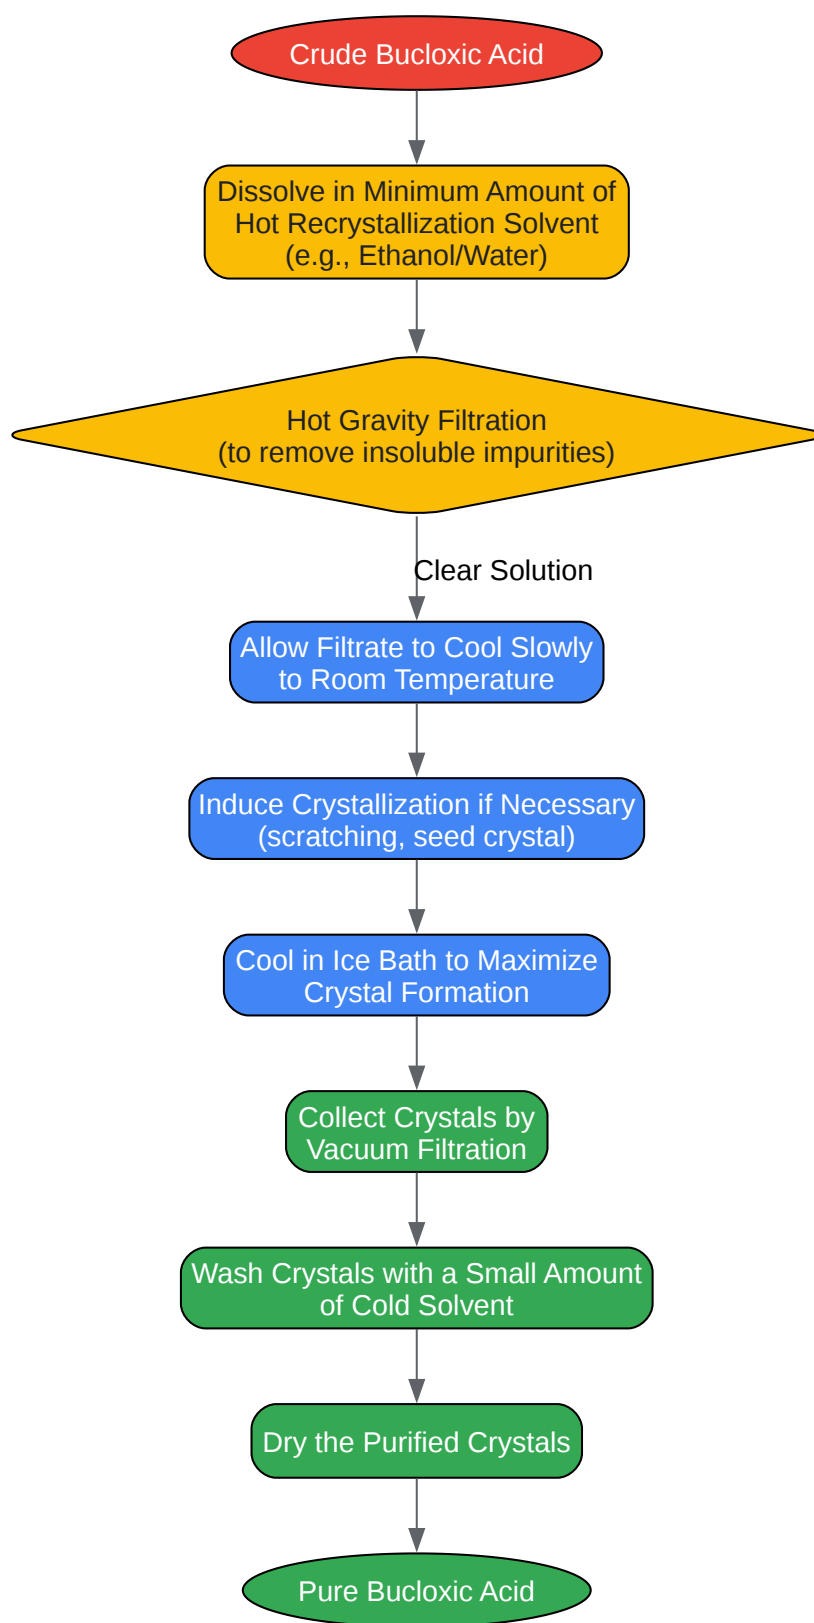 Crude Bucloxic Acid
Dissolve in Minimum Amount of
Hot Recrystallization Solvent
(e.g., Ethanol/Water)
Hot Gravity Filtration
(to remove insoluble impurities)
Clear Solution
Allow Filtrate to Cool Slowly
to Room Temperature
Induce Crystallization if Necessary
(scratching, seed crystal)
Cool in Ice Bath to Maximize
Crystal Formation
Collect Crystals by
Vacuum Filtration
Wash Crystals with a Small Amount
of Cold Solvent
Dry the Purified Crystals
Pure Bucloxic Acid